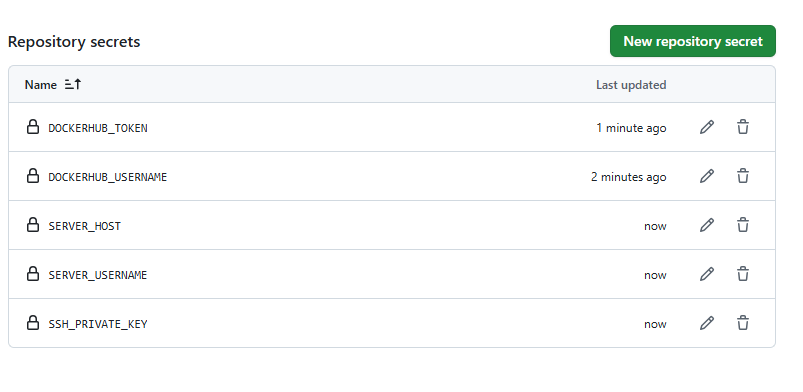 Repository secrets
New repository secret
Name Last updated
DOCKERHUB_TOKEN 1 minute ago
DOCKERHUB_USERNAME 2 minutes ago
SERVER_HOST now
SERVER_USERNAME now
SSH_PRIVATE_KEY now